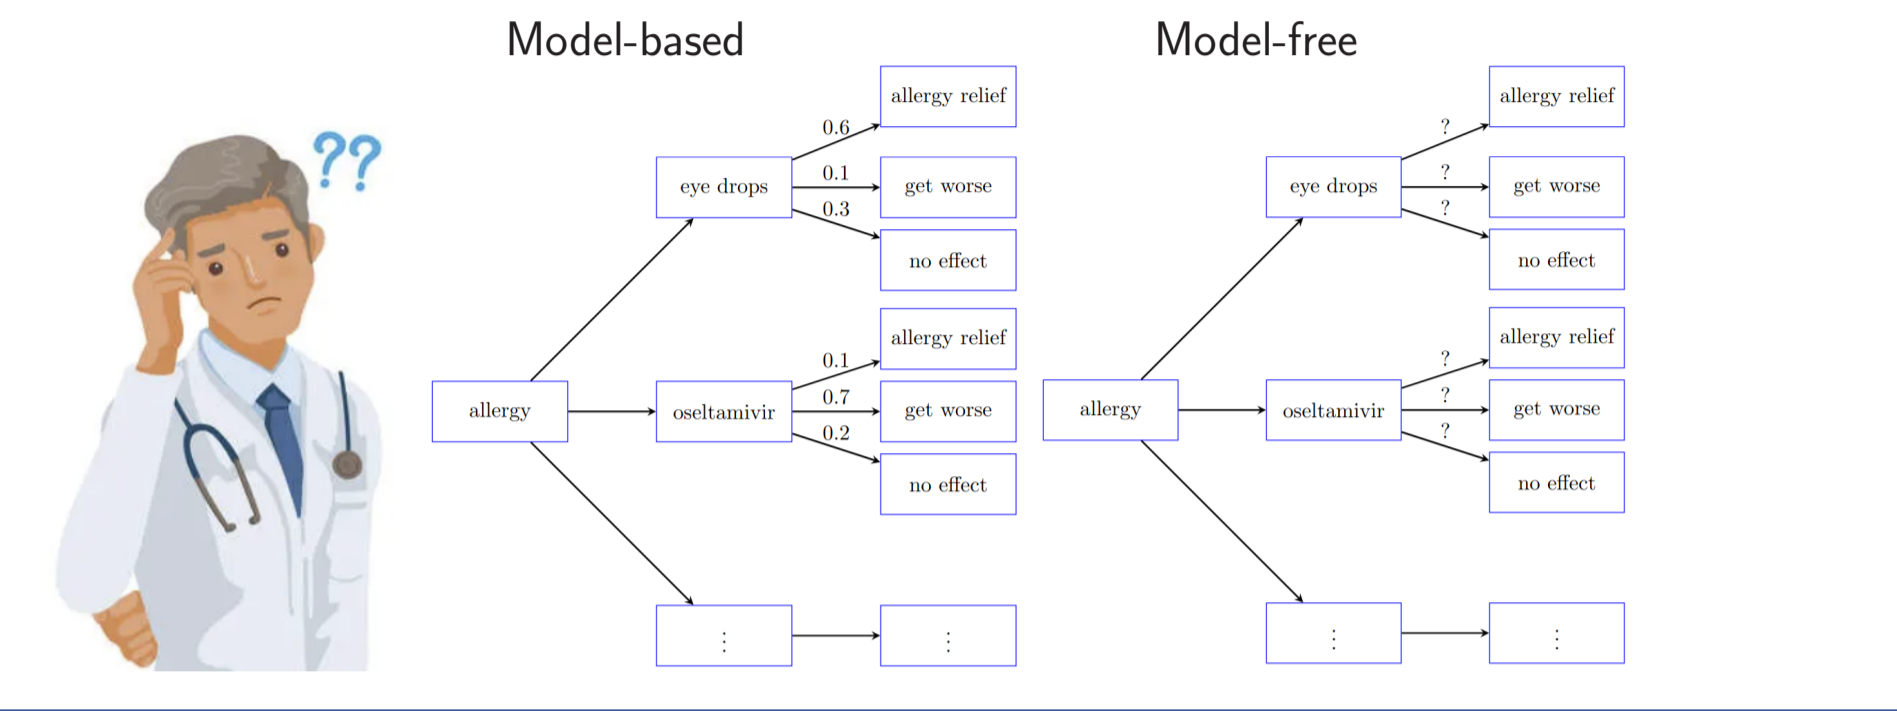 Model-based
Model-free
??
allergy
eye drops
0.6
allergy relief
0.1
get worse
0.3
no effect
oseltamivir
0.1
allergy relief
0.7
get worse
0.2
no effect
⋮
⋮
allergy
eye drops
?
allergy relief
?
get worse
?
no effect
oseltamivir
?
allergy relief
?
get worse
?
no effect
⋮
⋮